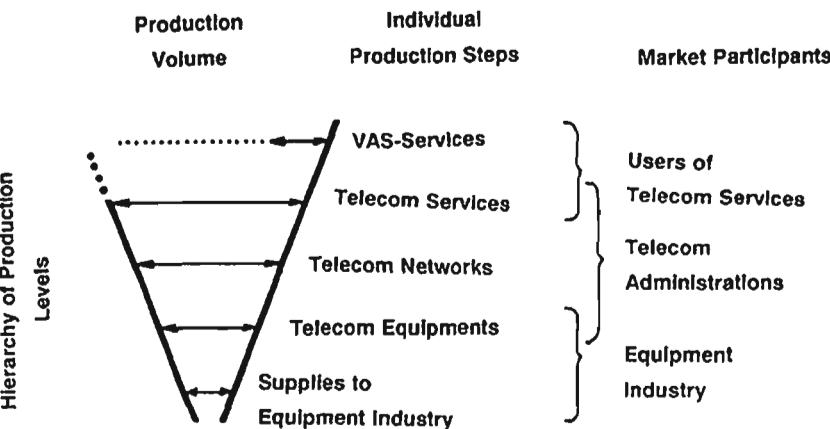 Production
Volume
Individual
Production Steps
Market Participants
Hierarchy of Production
Levels
VAS-Services
Telecom Services
Telecom Networks
Telecom Equipments
Supplies to
Equipment Industry
Users of
Telecom Services
Telecom
Administrations
Equipment
Industry